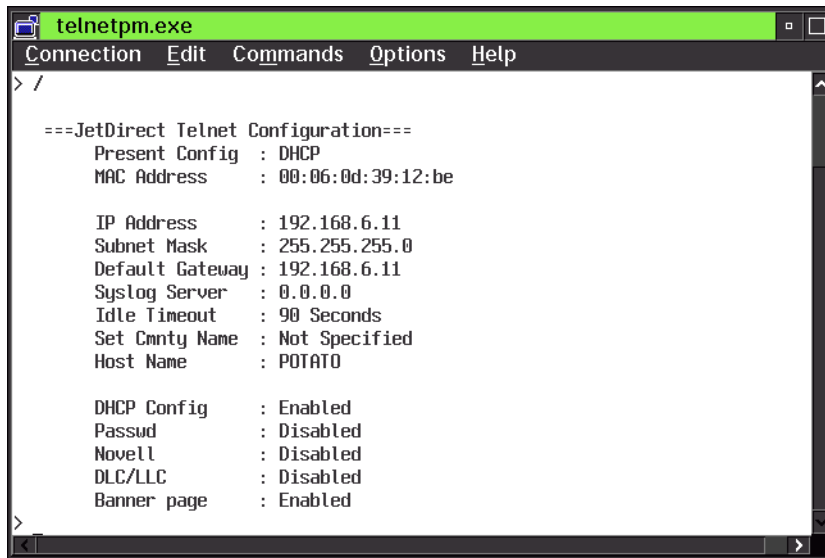 telnetpm.exe
Connection Edit Commands Options Help
> /
===JetDirect Telnet Configuration===
Present Config : DHCP
MAC Address : 00:06:0d:39:12:be
IP Address : 192.168.6.11
Subnet Mask : 255.255.255.0
Default Gateway : 192.168.6.11
Syslog Server : 0.0.0.0
Idle Timeout : 90 Seconds
Set Cmnty Name : Not Specified
Host Name : POTATO
DHCP Config : Enabled
Passwd : Disabled
Novell : Disabled
DLC/LLC : Disabled
Banner page : Enabled
> _